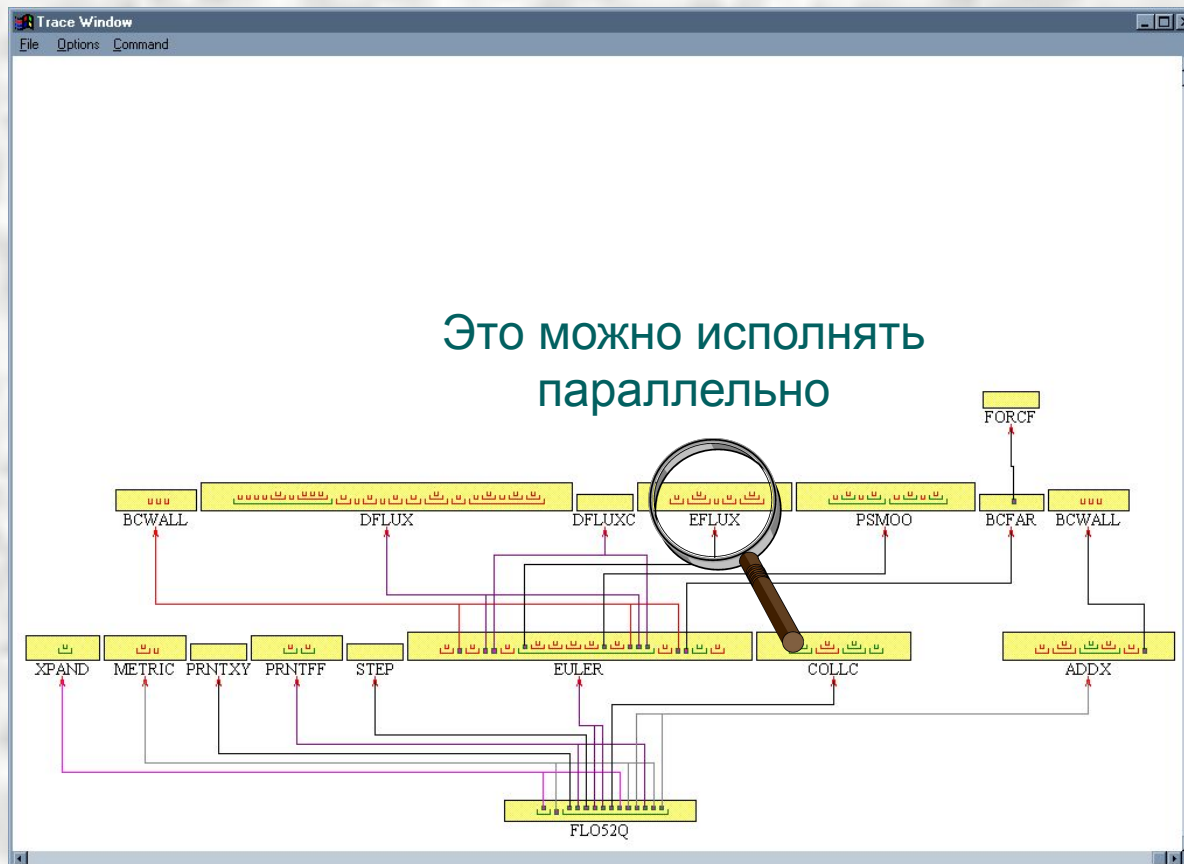 Trace Window
File Options Command
Это можно исполнять
параллельно
FORCF
BCWALL DFLUX DFLUXC EFLUX PSMOO BCFAR BCWALL
XPAND METRIC PRNTXY PRNTFF STEP EULER COLLC ADDX
FLO52Q